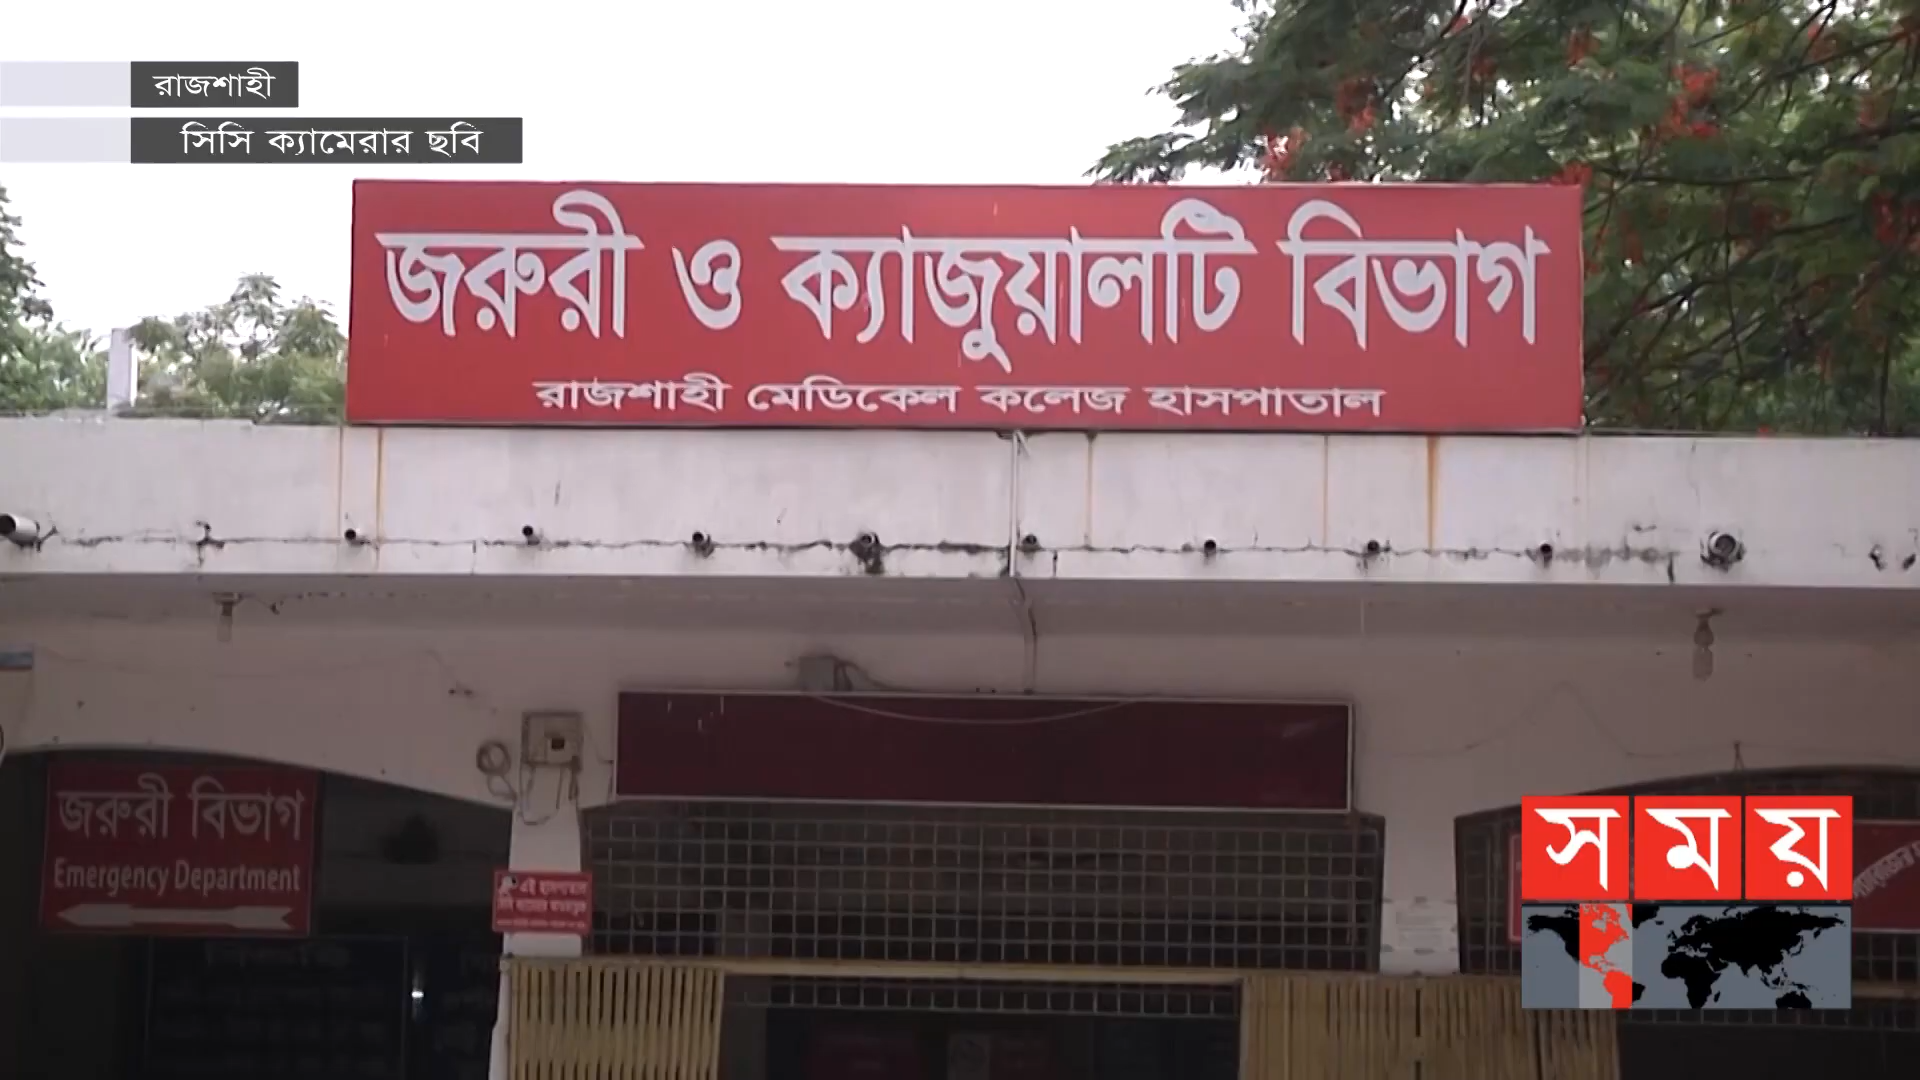 রাজশাহী
সিসি ক্যামেরার ছবি
জরুরী ও ক্যাজুয়ালটি বিভাগ
রাজশাহী মেডিকেল কলেজ হাসপাতাল
জরুরী বিভাগ
Emergency Department
সময়